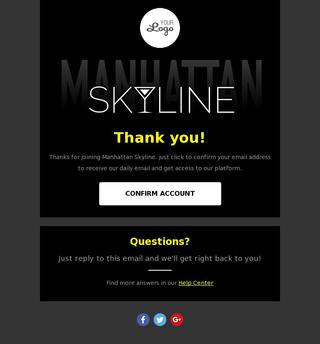 YOUR
Logo
MANHATTAN
SKYLINE
Thank you!
Thanks for joining Manhattan Skyline. just click to confirm your email address
to receive our daily email and get access to our platform.
CONFIRM ACCOUNT
Questions?
Just reply to this email and we'll get right back to you!
Find more answers in our Help Center
f
G+